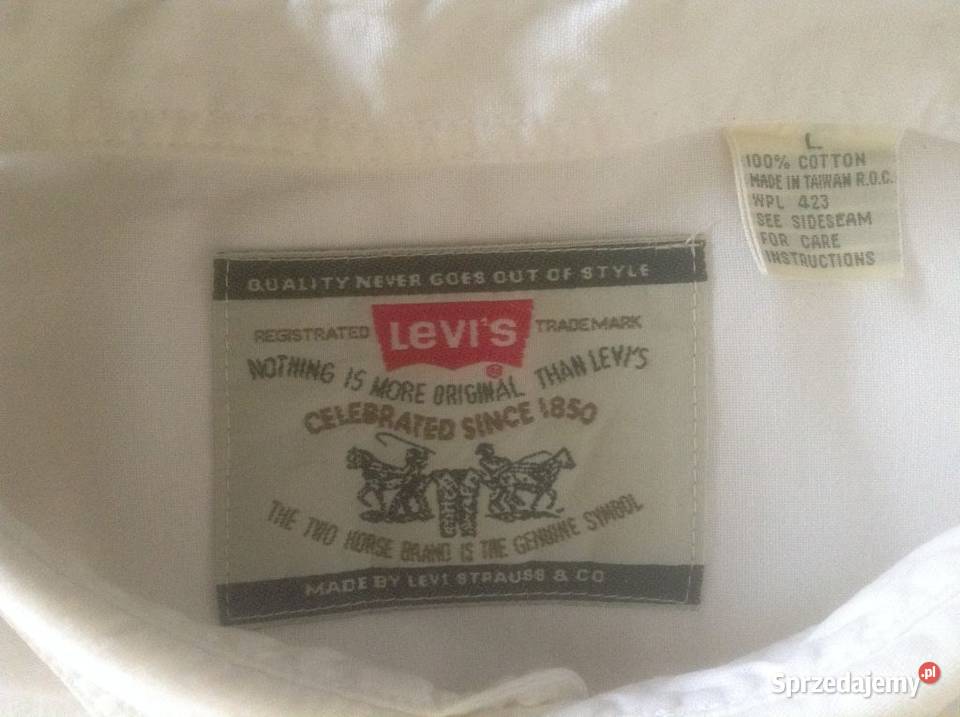 L.
100% COTTON
MADE IN TAIWAN R.O.C.
WPL 423
SEE SIDESEAM
FOR CARE
INSTRUCTIONS
QUALITY NEVER GOES OUT OF STYLE
REGISTRATED LEVI'S TRADEMARK
®
NOTHING IS MORE ORIGINAL THAN LEVI'S
CELEBRATED SINCE 1850
THE TWO HORSE BRAND IS THE GENUINE SYMBOL
MADE BY LEVI STRAUSS & CO
Sprzedajemy.pl